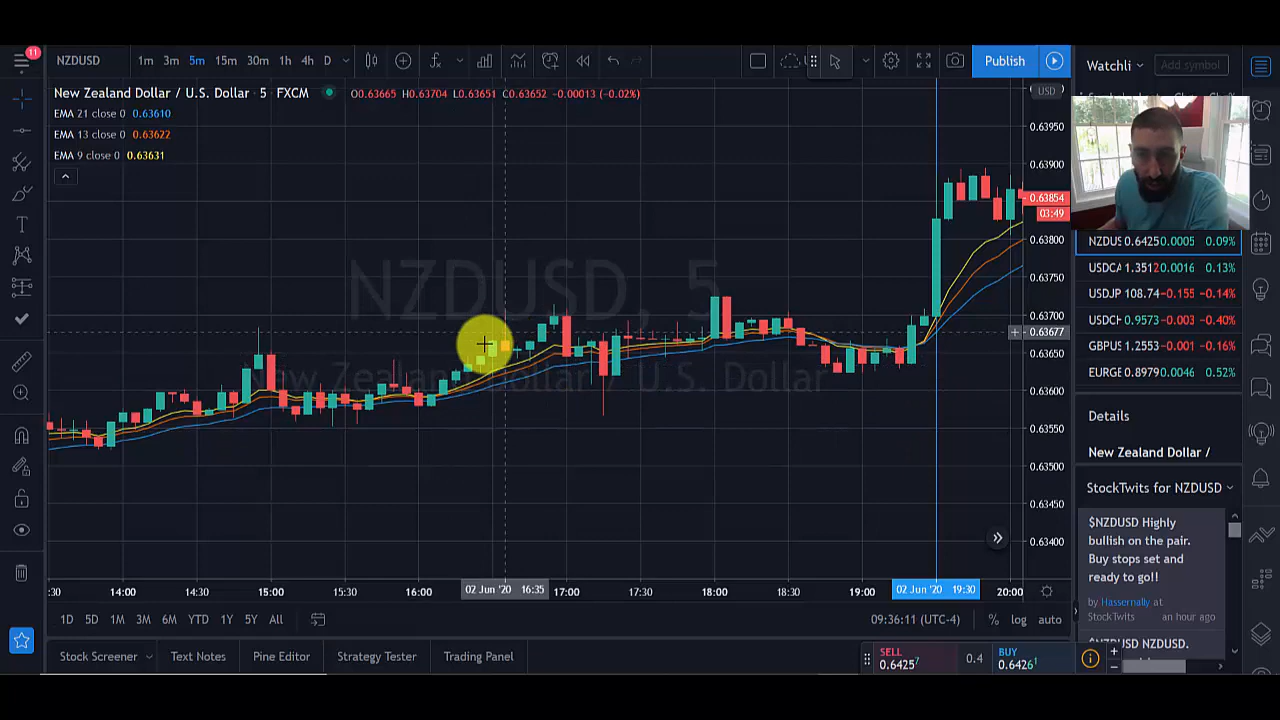 11
NZDUSD 1m 3m 5m 15m 30m 1h 4h D Publish
Watchli Add symbol
New Zealand Dollar / U.S. Dollar · 5 · FXCM O0.63665 H0.63704 L0.63651 C0.63652 −0.00013 (−0.02%)
USD
EMA 21 close 0 0.63610
EMA 13 close 0 0.63622
EMA 9 close 0 0.63631
NZDUSD, 5
New Zealand Dollar / U.S. Dollar
0.63950
0.63900
0.63854
03:49
0.63800
0.63750
0.63700
0.63677
0.63650
0.63600
0.63550
0.63500
0.63450
0.63400
NZDUS 0.6425 0.0005 0.09%
USDCA 1.3512 0.0016 0.13%
USDJP 108.74 −0.155 −0.14%
USDCH 0.9573 −0.003 −0.40%
GBPUS 1.2553 −0.001 −0.16%
EURGE 0.8979 0.0046 0.52%
Details
New Zealand Dollar /
StockTwits for NZDUSD
$NZDUSD Highly
bullish on the pair.
Buy stops set and
ready to go!!
by Hassernally at
StockTwits an hour ago
$NZDUSD NZDUSD.
:30 14:00 14:30 15:00 15:30 16:00 02 Jun '20 16:35 17:00 17:30 18:00 18:30 19:00 02 Jun '20 19:30 20:00
1D 5D 1M 3M 6M YTD 1Y 5Y All 09:36:11 (UTC-4) % log auto
Stock Screener Text Notes Pine Editor Strategy Tester Trading Panel
SELL
0.64257
0.4
BUY
0.64261